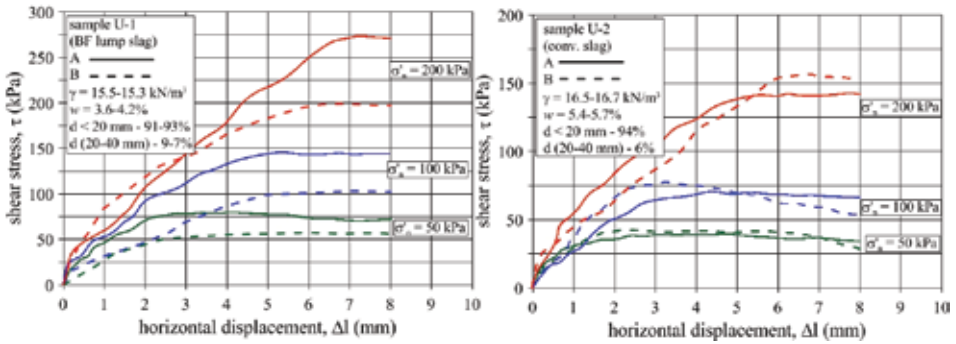 sample U-1
(BF lump slag)
A
B
γ = 15.5-15.3 kN/m³
w = 3.6-4.2%
d < 20 mm - 91-93%
d (20-40 mm) - 9-7%
σ'ₙ = 200 kPa
σ'ₙ = 100 kPa
σ'ₙ = 50 kPa
300
250
200
150
100
50
0
shear stress, τ (kPa)
0 1 2 3 4 5 6 7 8 9 10
horizontal displacement, Δl (mm)
sample U-2
(conv. slag)
A
B
γ = 16.5-16.7 kN/m³
w = 5.4-5.7%
d < 20 mm - 94%
d (20-40 mm) - 6%
σ'ₙ = 200 kPa
σ'ₙ = 100 kPa
σ'ₙ = 50 kPa
200
150
100
50
0
shear stress, τ (kPa)
0 1 2 3 4 5 6 7 8 9 10
horizontal displacement, Δl (mm)